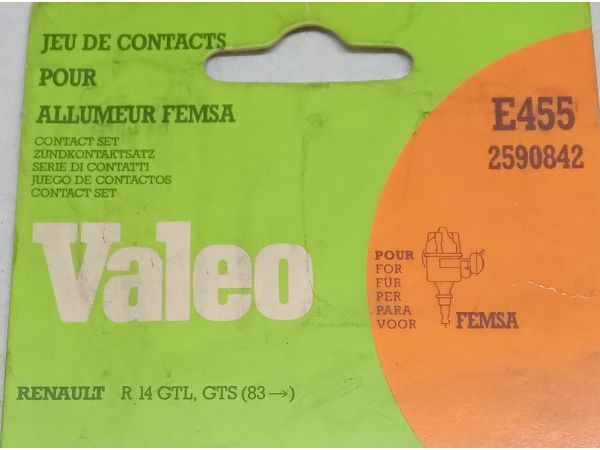 JEU DE CONTACTS
POUR
ALLUMEUR FEMSA
CONTACT SET
ZUNDKONTAKTSATZ
SERIE DI CONTATTI
JUEGO DE CONTACTOS
CONTACT SET
Valeo
RENAULT R 14 GTL, GTS (83 →)
E455
2590842
POUR
FOR
FÜR
PER
PARA
VOOR
FEMSA